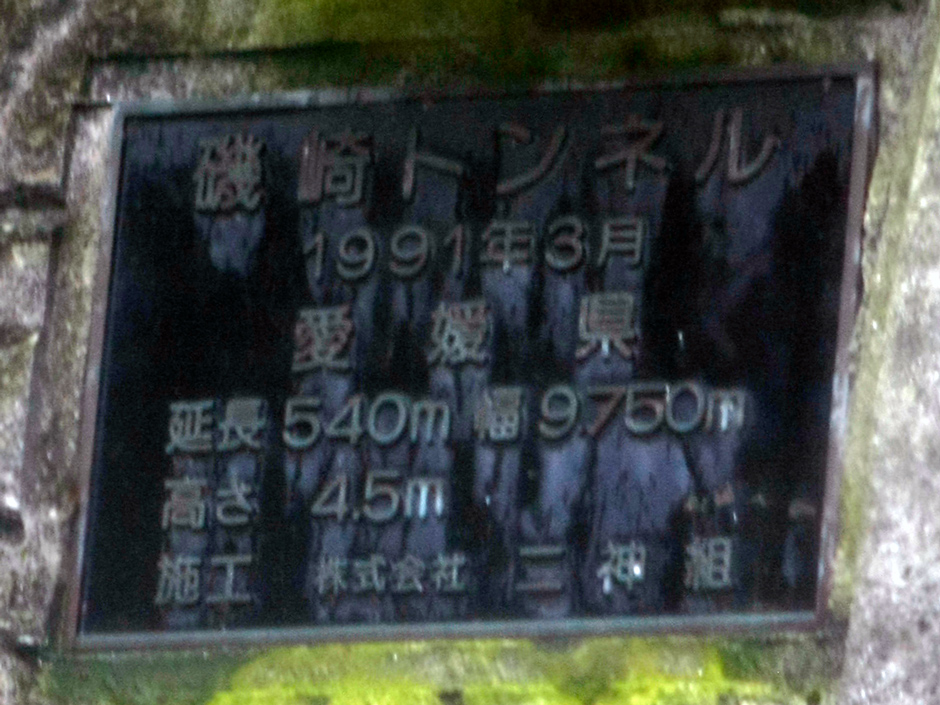 磯崎トンネル
1991年3月
愛媛県
延長 540m 幅 9.750m
高さ 4.5m
施工 株式会社 二神組